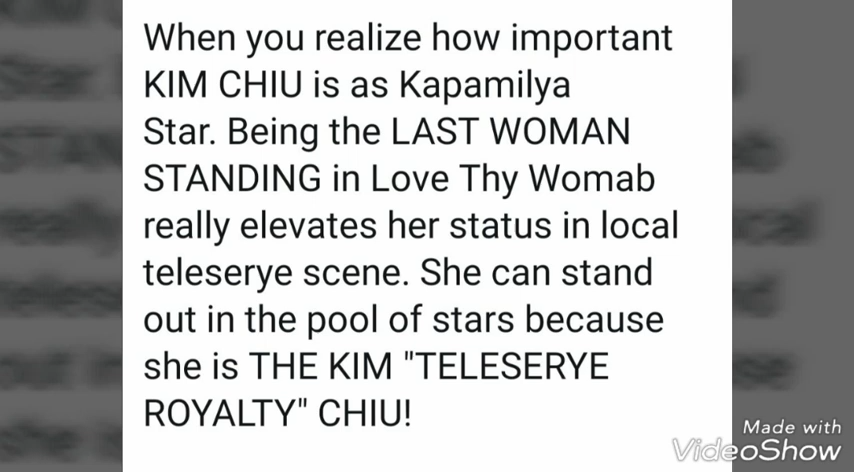 When you realize how important
KIM CHIU is as Kapamilya
Star. Being the LAST WOMAN
STANDING in Love Thy Womab
really elevates her status in local
teleserye scene. She can stand
out in the pool of stars because
she is THE KIM "TELESERYE
ROYALTY" CHIU!
Made with
VideoShow